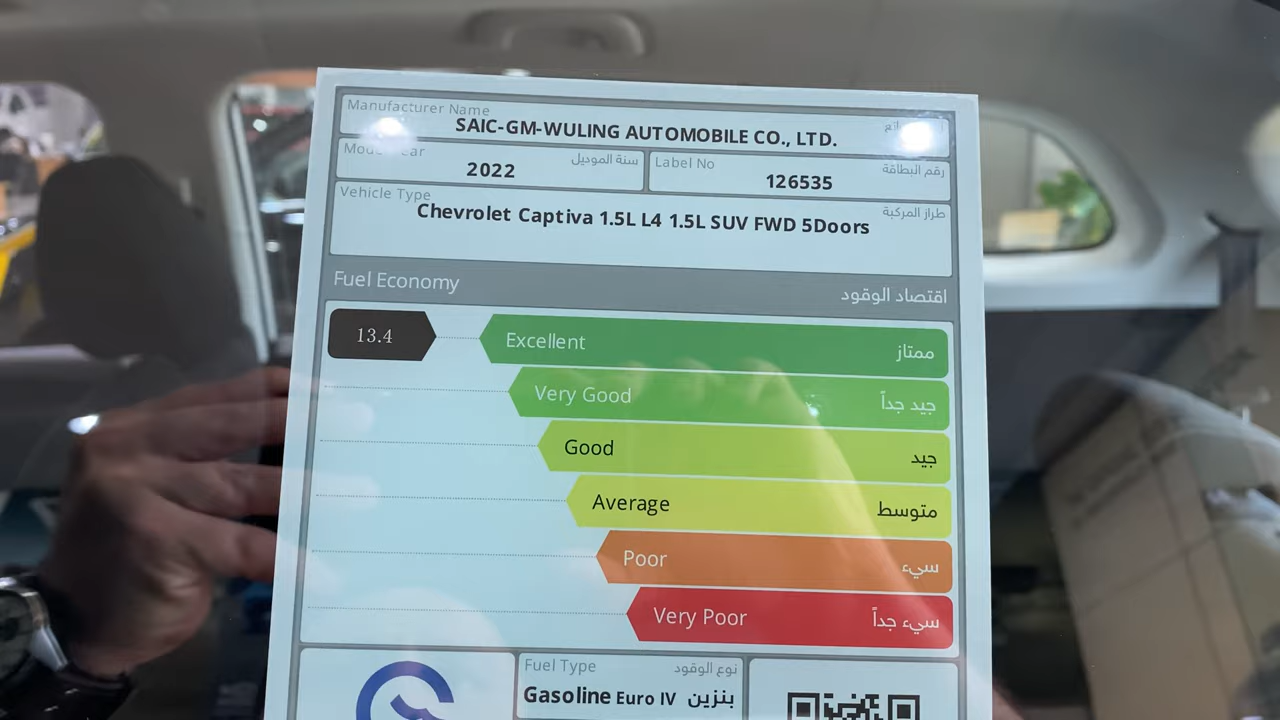 Manufacturer Name
SAIC-GM-WULING AUTOMOBILE CO., LTD.
سنة الموديل
2022
Label No رقم البطاقة
126535
Vehicle Type طراز المركبة
Chevrolet Captiva 1.5L L4 1.5L SUV FWD 5Doors
Fuel Economy اقتصاد الوقود
13.4 Excellent ممتاز
Very Good جيد جداً
Good جيد
Average متوسط
Poor سيء
Very Poor سيء جداً
Fuel Type نوع الوقود
Gasoline Euro IV بنزين